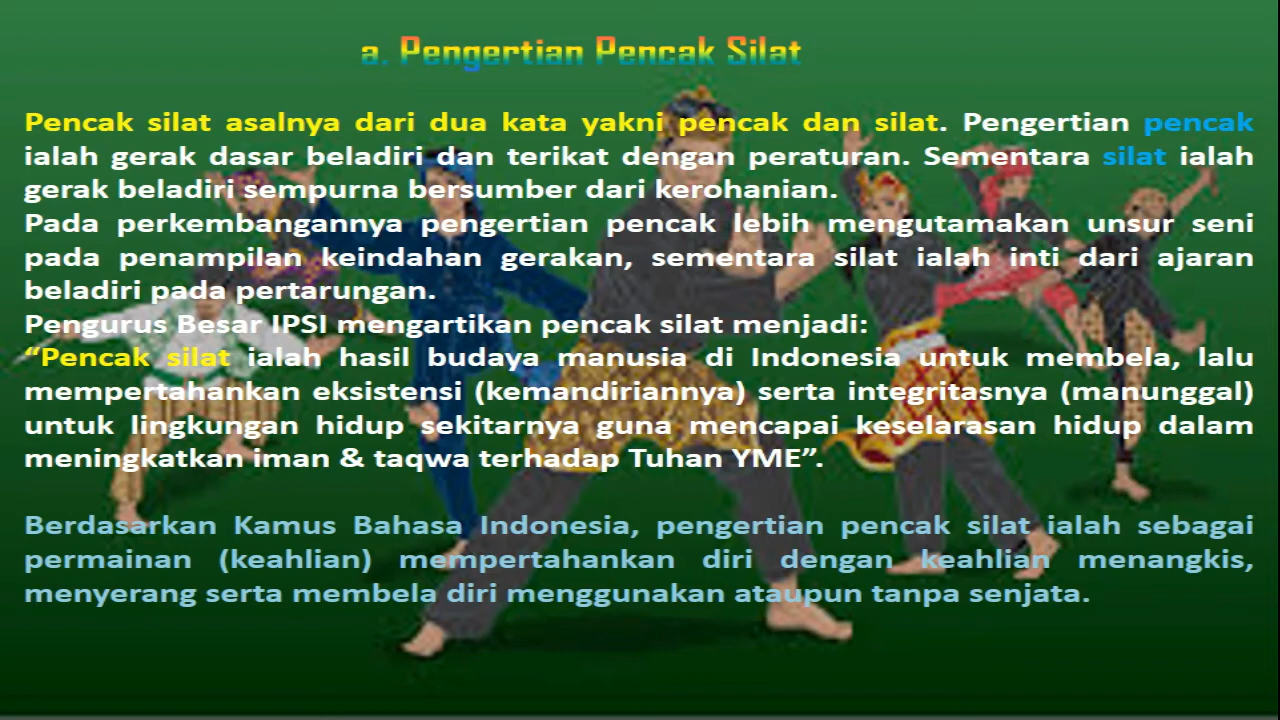 a. Pengertian Pencak Silat
Pencak silat asalnya dari dua kata yakni pencak dan silat. Pengertian pencak
ialah gerak dasar beladiri dan terikat dengan peraturan. Sementara silat ialah
gerak beladiri sempurna bersumber dari kerohanian.
Pada perkembangannya pengertian pencak lebih mengutamakan unsur seni
pada penampilan keindahan gerakan, sementara silat ialah inti dari ajaran
beladiri pada pertarungan.
Pengurus Besar IPSI mengartikan pencak silat menjadi:
“Pencak silat ialah hasil budaya manusia di Indonesia untuk membela, lalu
mempertahankan eksistensi (kemandiriannya) serta integritasnya (manunggal)
untuk lingkungan hidup sekitarnya guna mencapai keselarasan hidup dalam
meningkatkan iman & taqwa terhadap Tuhan YME”.
Berdasarkan Kamus Bahasa Indonesia, pengertian pencak silat ialah sebagai
permainan (keahlian) mempertahankan diri dengan keahlian menangkis,
menyerang serta membela diri menggunakan ataupun tanpa senjata.